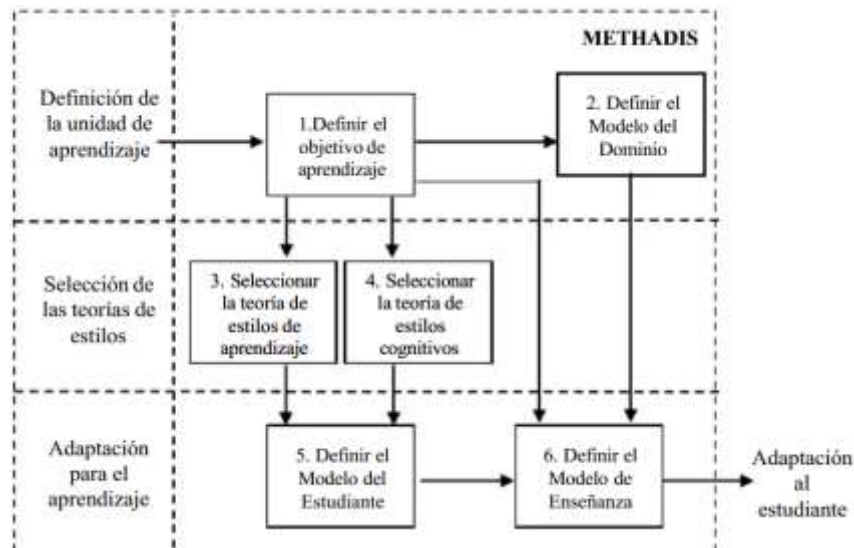 METHADIS
Definición de
la unidad de
aprendizaje
1.Definir el
objetivo de
aprendizaje
2. Definir el
Modelo del
Dominio
Selección de
las teorías de
estilos
3. Seleccionar
la teoría de
estilos de
aprendizaje
4. Seleccionar
la teoría de
estilos
cognitivos
Adaptación
para el
aprendizaje
5. Definir el
Modelo del
Estudiante
6. Definir el
Modelo de
Enseñanza
Adaptación
al
estudiante